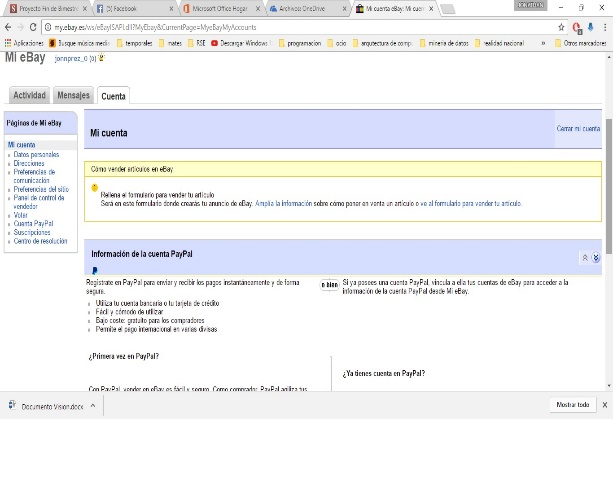 Proyecto Fin de Bimestre
(5) Facebook
Microsoft Office Hogar
Archivos: OneDrive
Mi cuenta eBay: Mi cuen
my.ebay.es/ws/eBayISAPI.dll?MyEbay&CurrentPage=MyeBayMyAccounts
Aplicaciones
Busque música medi
temporales
mates
RSE
Descargar Windows
programacion
ocio
arquitectura de comp
mineria de datos
realidad nacional
»
Otros marcadores
Mi eBay
jonnprez_0 (0)
Actividad
Mensajes
Cuenta
Páginas de Mi eBay
Mi cuenta
Datos personales
Direcciones
Preferencias de
comunicación
Preferencias del sitio
Panel de control de
vendedor
Votar
Cuenta PayPal
Suscripciones
Centro de resolución
Mi cuenta
Cerrar mi cuenta
Cómo vender artículos en eBay
Rellena el formulario para vender tu artículo
Será en este formulario donde crearás tu anuncio de eBay. Amplía la información sobre cómo poner en venta un artículo o ve al formulario para vender tu artículo
Información de la cuenta PayPal
Regístrate en PayPal para enviar y recibir los pagos instantáneamente y de forma
segura.
Utiliza tu cuenta bancaria o tu tarjeta de crédito
Fácil y cómodo de utilizar
Bajo coste: gratuito para los compradores
Permite el pago internacional en varias divisas
o bien
Si ya posees una cuenta PayPal, vincula a ella tus cuentas de eBay para acceder a la
información de la cuenta PayPal desde Mi eBay.
¿Primera vez en PayPal?
¿Ya tienes cuenta en PayPal?
Con PayPal, vender en eBay es fácil y seguro. Como comprador, PayPal agiliza tus
Documento Vision.docx
Mostrar todo